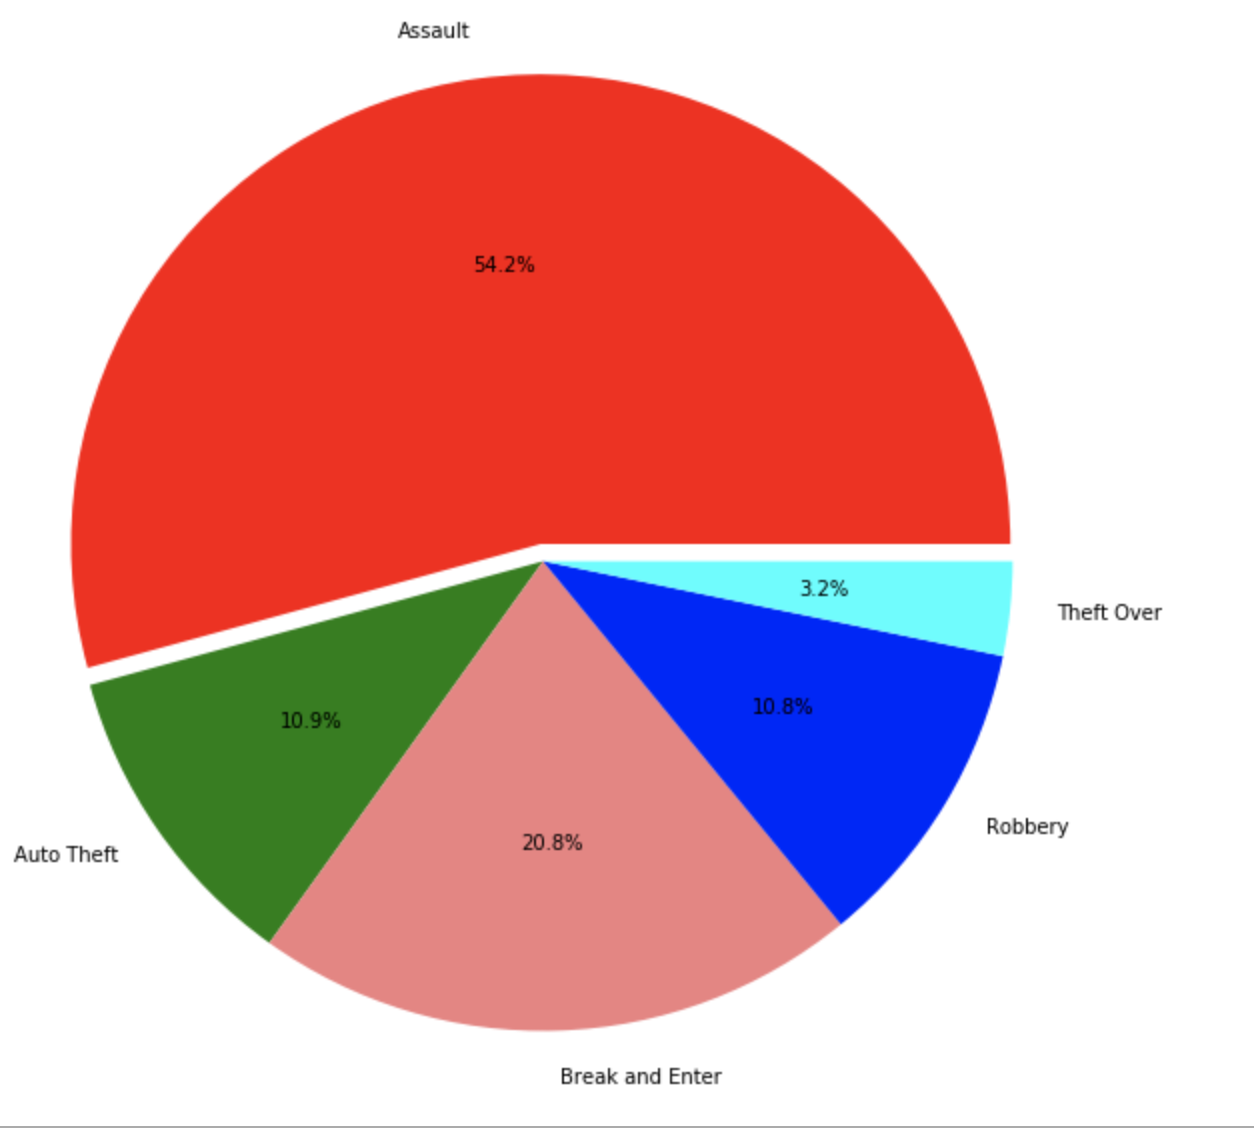 Assault
54.2%
3.2%
Theft Over
10.8%
10.9%
Robbery
20.8%
Auto Theft
Break and Enter